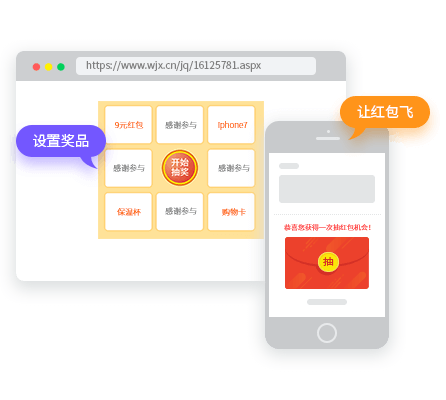 https://www.wjx.cn/jq/16125781.aspx
让红包飞
设置奖品
9元红包
感谢参与
Iphone7
感谢参与
开始
抽奖
感谢参与
保温杯
感谢参与
购物卡
恭喜您获得一次抽红包机会!
抽